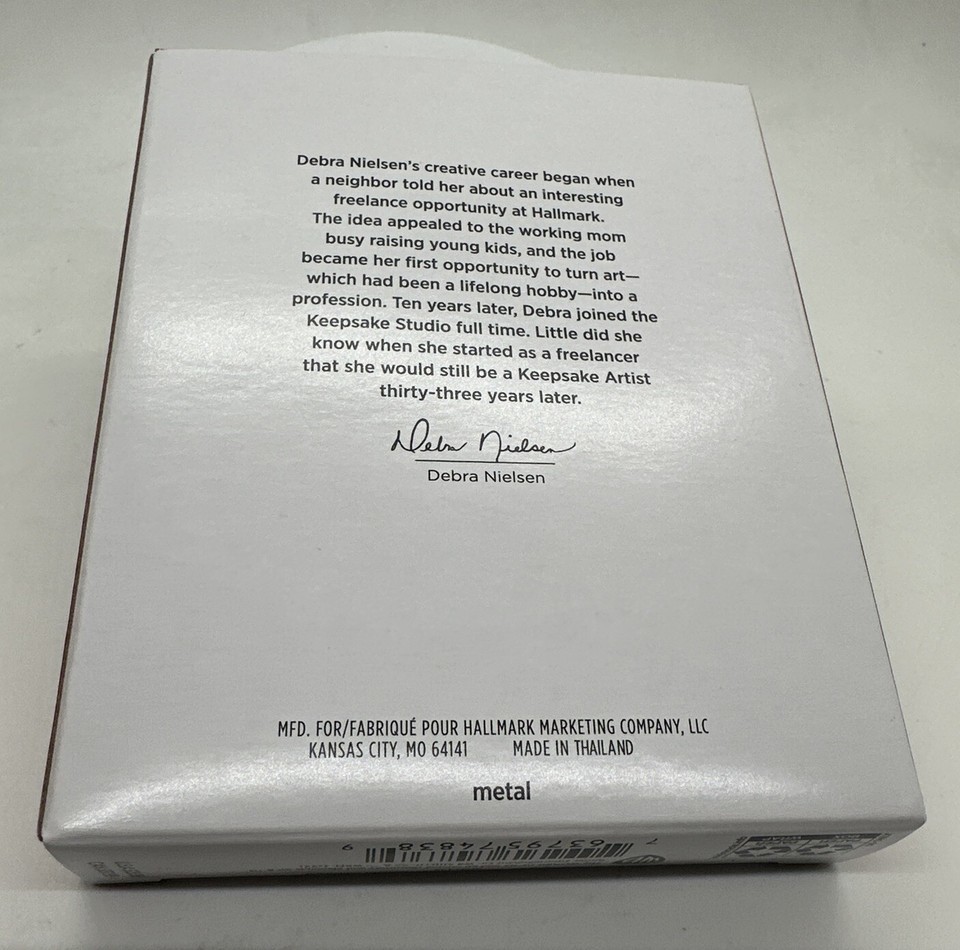 Debra Nielsen's creative career began when
a neighbor told her about an interesting
freelance opportunity at Hallmark.
The idea appealed to the working mom
busy raising young kids, and the job
became her first opportunity to turn art—
which had been a lifelong hobby—into a
profession. Ten years later, Debra joined the
Keepsake Studio full time. Little did she
know when she started as a freelancer
that she would still be a Keepsake Artist
thirty-three years later.
Debra Nielsen
Debra Nielsen
MFD. FOR/FABRIQUÉ POUR HALLMARK MARKETING COMPANY, LLC
KANSAS CITY, MO 64141 MADE IN THAILAND
metal
7 63795 74838 9